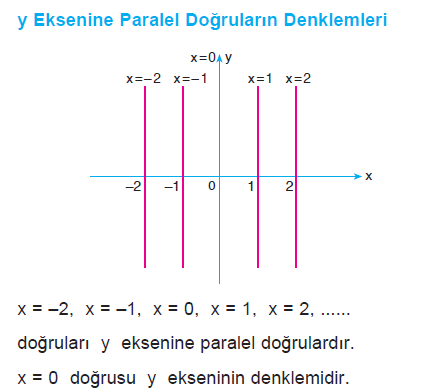 y Eksenine Paralel Doğruların Denklemleri
x=0 y
x=–2 x=–1 x=1 x=2
x
–2 –1 0 1 2
x = –2, x = –1, x = 0, x = 1, x = 2, ......
doğruları y eksenine paralel doğrulardır.
x = 0 doğrusu y ekseninin denklemidir.